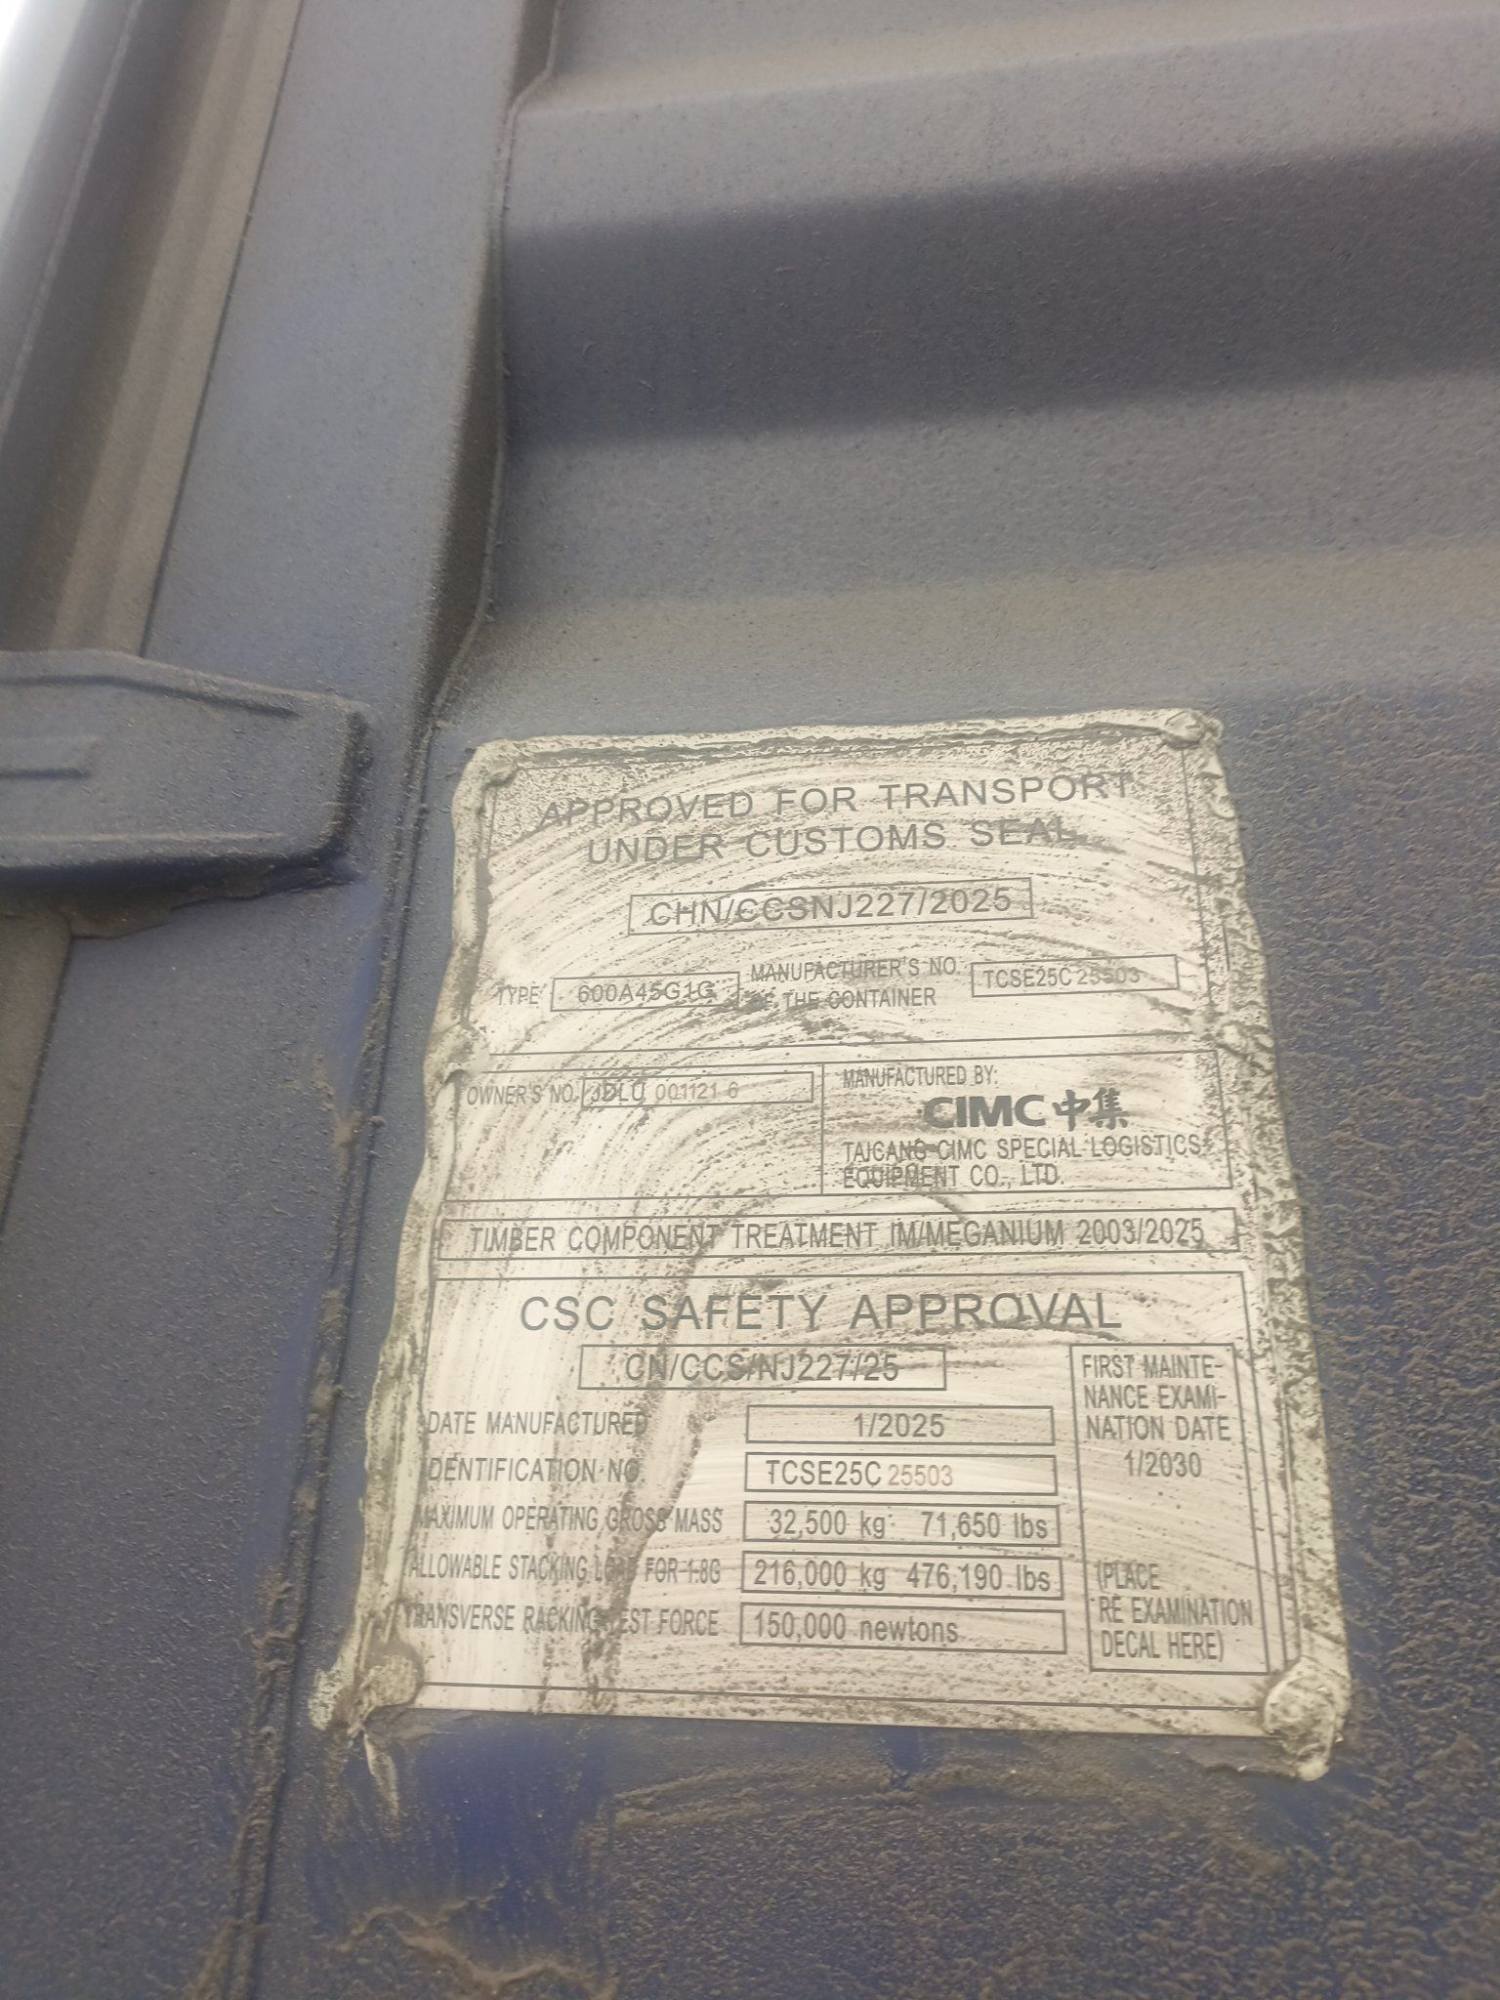 APPROVED FOR TRANSPORT
UNDER CUSTOMS SEAL
CHN/CCSNJ227/2025
TYPE 600A45G1G MANUFACTURER'S NO. OF THE CONTAINER TCSE25C 25503
OWNER'S NO. JDLU 001121 6
MANUFACTURED BY:
CIMC 中集
TAICANG CIMC SPECIAL LOGISTICS
EQUIPMENT CO., LTD.
TIMBER COMPONENT TREATMENT IM/MEGANIUM 2003/2025
CSC SAFETY APPROVAL
CN/CCS/NJ227/25
DATE MANUFACTURED 1/2025
IDENTIFICATION NO. TCSE25C 25503
MAXIMUM OPERATING GROSS MASS 32,500 kg 71,650 lbs
ALLOWABLE STACKING LOAD FOR 1.8G 216,000 kg 476,190 lbs
TRANSVERSE RACKING TEST FORCE 150,000 newtons
FIRST MAINTE-
NANCE EXAMI-
NATION DATE
1/2030
(PLACE
RE EXAMINATION
DECAL HERE)